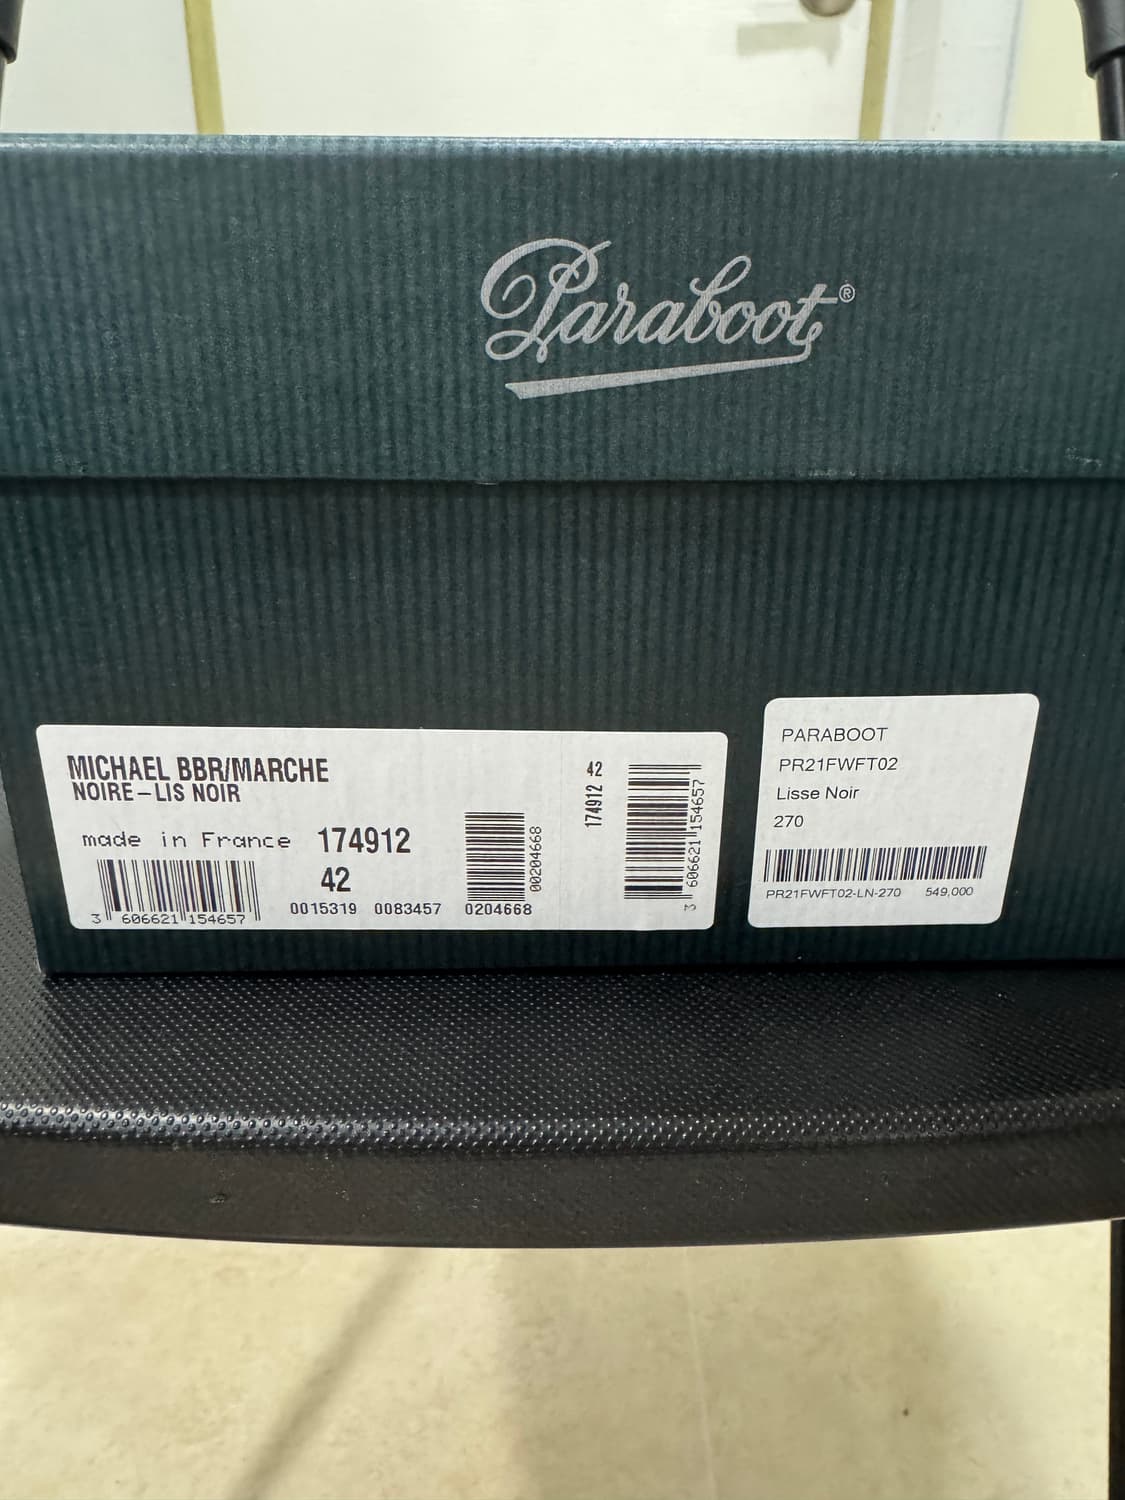 Paraboot®
MICHAEL BBR/MARCHE
NOIRE-LIS NOIR
made in France 174912
42
3 606621 154657
0015319 0083457 0204668
00204668
42
174912
3 606621 154657
PARABOOT
PR21FWFT02
Lisse Noir
270
PR21FWFT02-LN-270 549,000